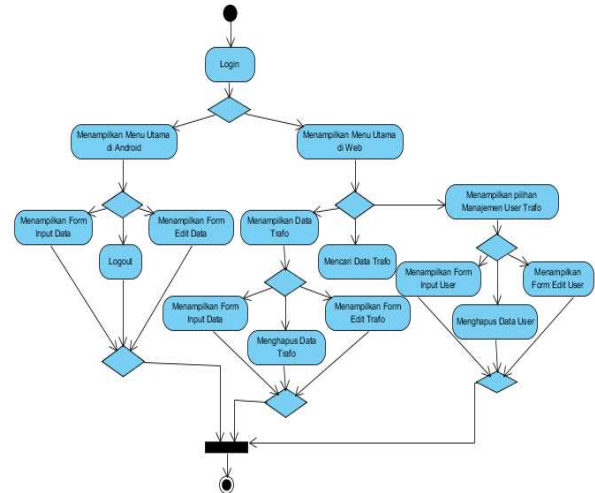 Login
Menampilkan Menu Utama
di Android
Menampilkan Menu Utama
di Web
Menampilkan Form
Input Data
Logout
Menampilkan Form
Edit Data
Menampilkan Data
Trafo
Mencari Data Trafo
Menampilkan pilihan
Manajemen User Trafo
Menampilkan Form
Input Data
Menghapus Data
Trafo
Menampilkan Form
Edit Trafo
Menampilkan Form
Input User
Menghapus Data User
Menampilkan
Form Edit User